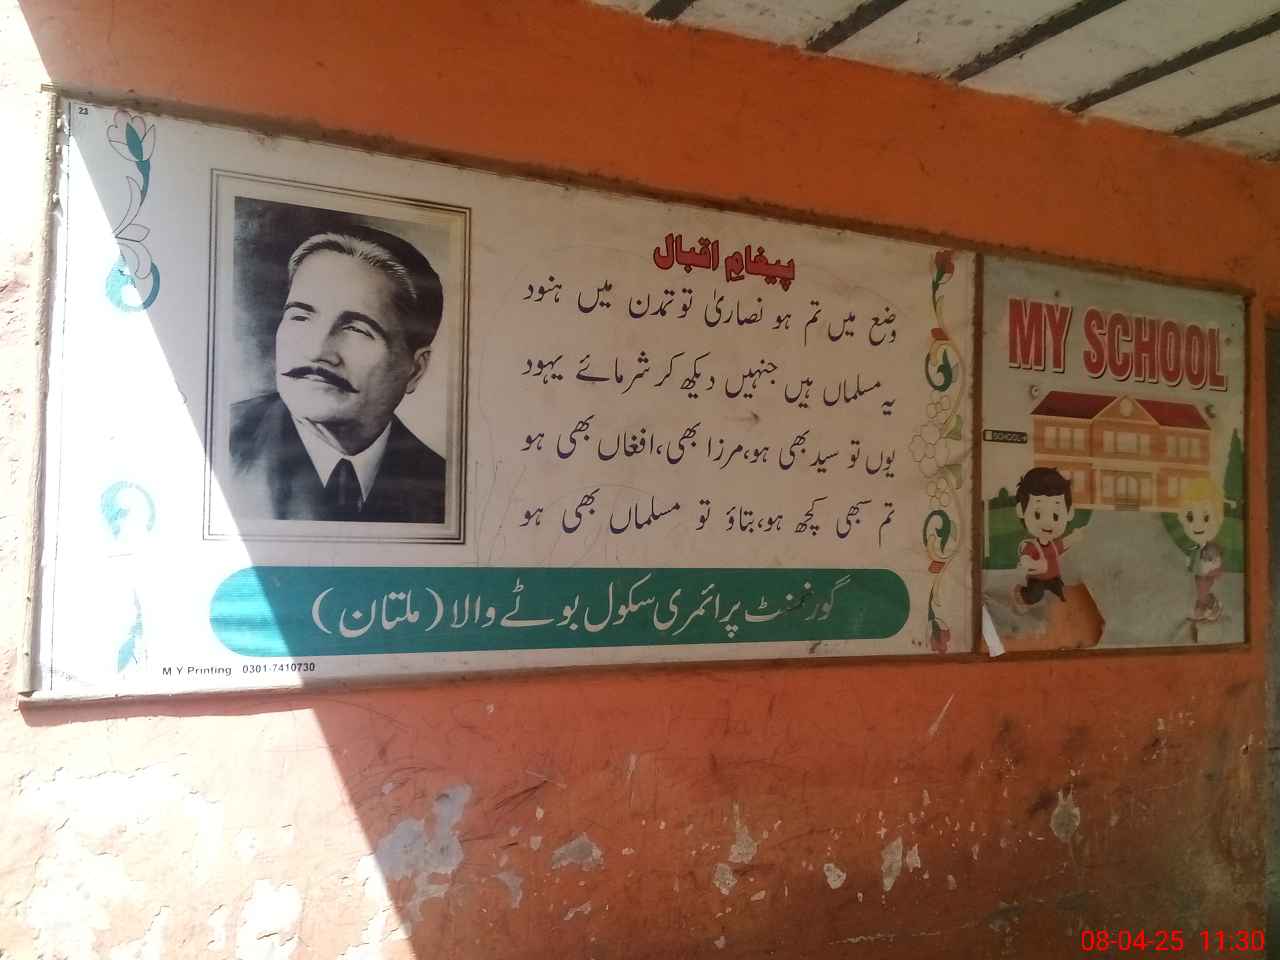 23
پیغامِ اقبال
وضع میں تم ہو نصاریٰ تو تمدن میں ہنود
یہ مسلماں ہیں جنہیں دیکھ کر شرمائے یہود
یوں تو سید بھی ہو،مرزا بھی،افغاں بھی ہو
تم سبھی کچھ ہو،بتاؤ تو مسلماں بھی ہو
گورنمنٹ پرائمری سکول بوٹے والا (ملتان)
M Y Printing 0301-7410730
MY SCHOOL
SCHOOL
08-04-25 11:30